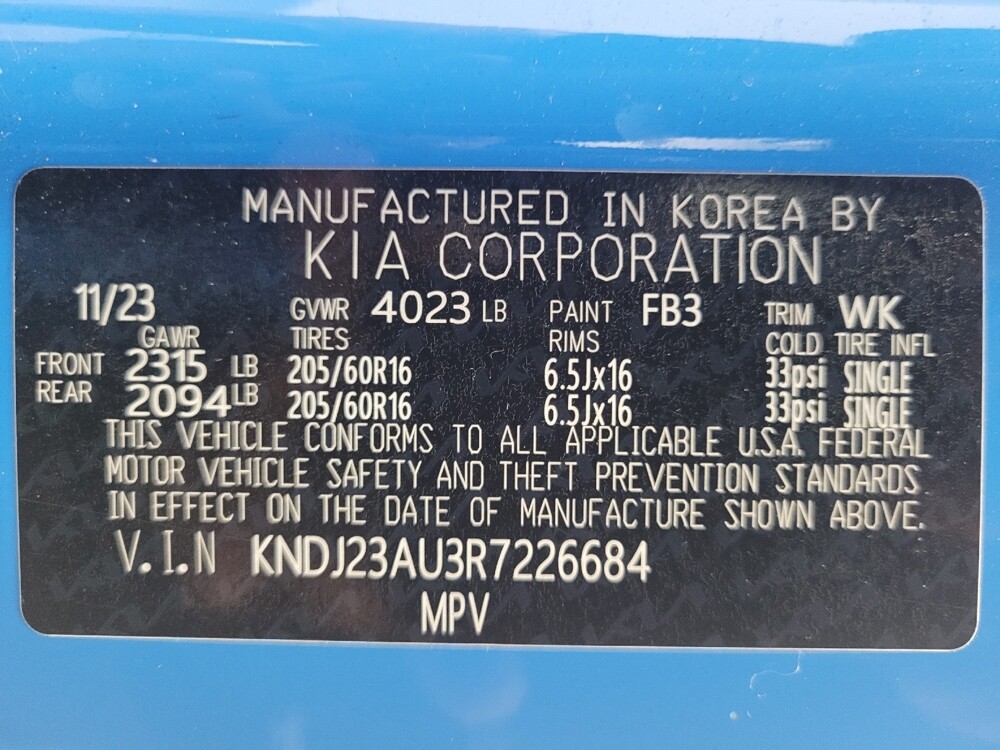 MANUFACTURED IN KOREA BY
KIA CORPORATION
11/23 GVWR 4023 LB PAINT FB3 TRIM WK
GAWR TIRES RIMS COLD TIRE INFL
FRONT 2315 LB 205/60R16 6.5Jx16 33psi SINGLE
REAR 2094 LB 205/60R16 6.5Jx16 33psi SINGLE
THIS VEHICLE CONFORMS TO ALL APPLICABLE U.S.A. FEDERAL
MOTOR VEHICLE SAFETY AND THEFT PREVENTION STANDARDS
IN EFFECT ON THE DATE OF MANUFACTURE SHOWN ABOVE.
V.I.N KNDJ23AU3R7226684
MPV